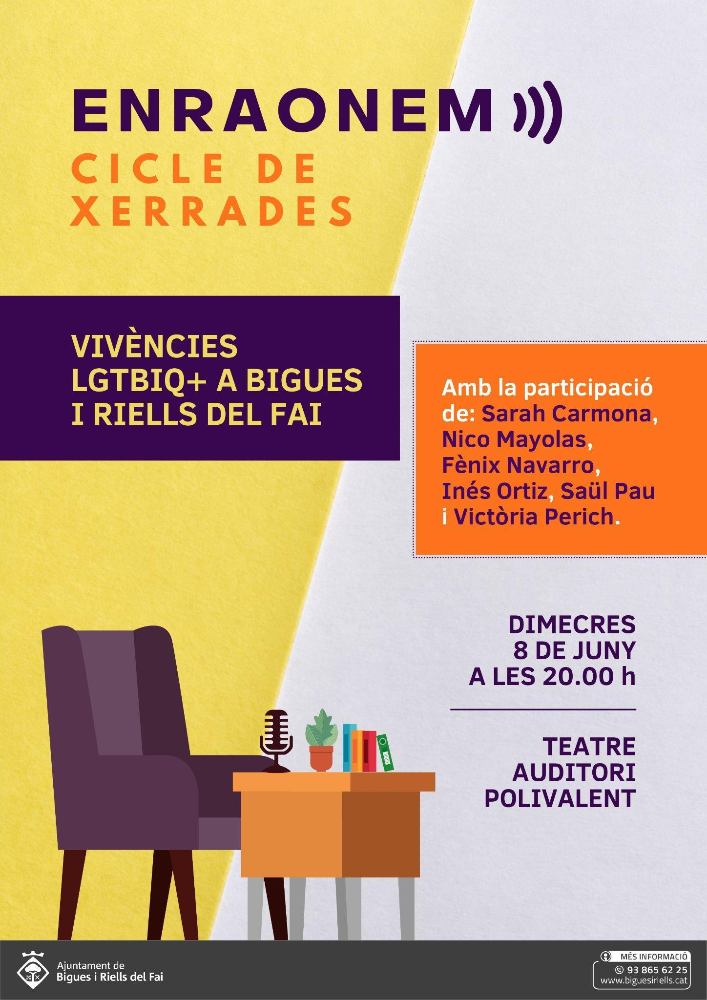 ENRAONEM
CICLE DE
XERRADES
VIVÈNCIES
LGTBIQ+ A BIGUES
I RIELLS DEL FAI
Amb la participació
de: Sarah Carmona,
Nico Mayolas,
Fènix Navarro,
Inés Ortiz, Saül Pau
i Victòria Perich.
DIMECRES
8 DE JUNY
A LES 20.00 h
TEATRE
AUDITORI
POLIVALENT
Ajuntament de
Bigues i Riells del Fai
MÉS INFORMACIÓ
93 865 62 25
www.biguesiriells.cat